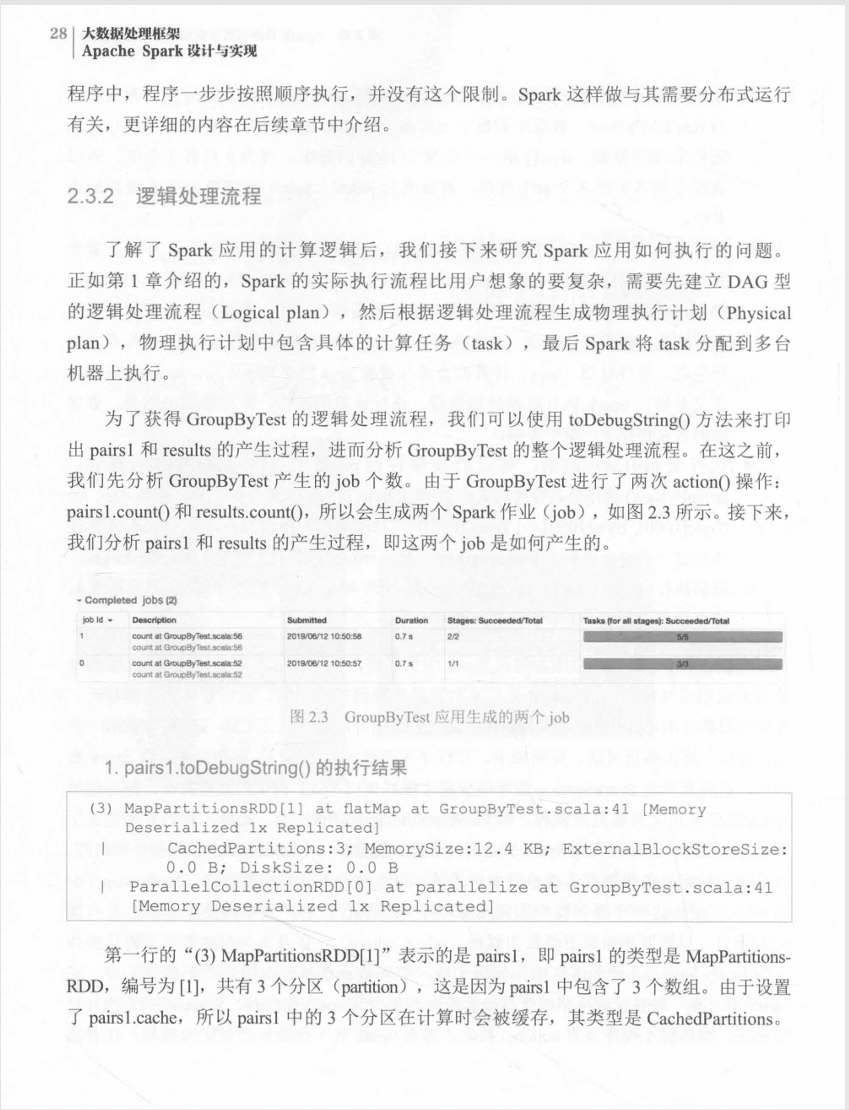 28 大数据处理框架
Apache Spark 设计与实现
程序中，程序一步步按照顺序执行，并没有这个限制。Spark 这样做与其需要分布式运行
有关，更详细的内容在后续章节中介绍。
2.3.2 逻辑处理流程
了解了 Spark 应用的计算逻辑后，我们接下来研究 Spark 应用如何执行的问题。
正如第 1 章介绍的，Spark 的实际执行流程比用户想象的要复杂，需要先建立 DAG 型
的逻辑处理流程（Logical plan），然后根据逻辑处理流程生成物理执行计划（Physical
plan），物理执行计划中包含具体的计算任务（task），最后 Spark 将 task 分配到多台
机器上执行。
为了获得 GroupByTest 的逻辑处理流程，我们可以使用 toDebugString() 方法来打印
出 pairs1 和 results 的产生过程，进而分析 GroupByTest 的整个逻辑处理流程。在这之前，
我们先分析 GroupByTest 产生的 job 个数。由于 GroupByTest 进行了两次 action() 操作：
pairs1.count() 和 results.count()，所以会生成两个 Spark 作业（job），如图 2.3 所示。接下来，
我们分析 pairs1 和 results 的产生过程，即这两个 job 是如何产生的。
Completed jobs (2)
job Id Description Submitted Duration Stages: Succeeded/Total Tasks (for all stages): Succeeded/Total
1 count at GroupByTest.scala:56 2019/06/12 10:50:58 0.7 s 2/2 5/5
count at GroupByTest.scala:56
0 count at GroupByTest.scala:52 2019/06/12 10:50:57 0.7 s 1/1 3/3
count at GroupByTest.scala:52
图 2.3 GroupByTest 应用生成的两个 job
1. pairs1.toDebugString() 的执行结果
(3) MapPartitionsRDD[1] at flatMap at GroupByTest.scala:41 [Memory
Deserialized 1x Replicated]
CachedPartitions:3; MemorySize:12.4 KB; ExternalBlockStoreSize:
0.0 B; DiskSize: 0.0 B
| ParallelCollectionRDD[0] at parallelize at GroupByTest.scala:41
[Memory Deserialized 1x Replicated]
第一行的“(3) MapPartitionsRDD[1]”表示的是 pairs1，即 pairs1 的类型是 MapPartitions-
RDD，编号为 [1]，共有 3 个分区（partition），这是因为 pairs1 中包含了 3 个数组。由于设置
了 pairs1.cache，所以 pairs1 中的 3 个分区在计算时会被缓存，其类型是 CachedPartitions。